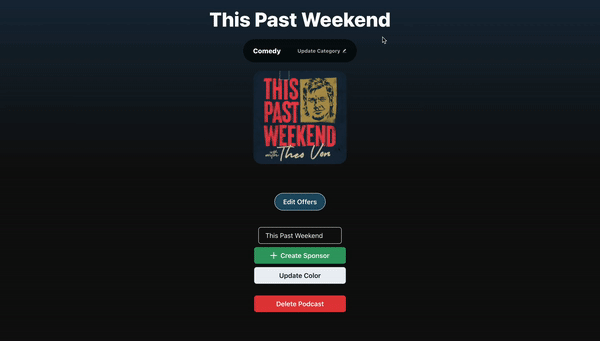 This Past Weekend
Comedy Update Category
THIS
PAST
WEEKEND
with Theo Von
Edit Offers
This Past Weekend
+ Create Sponsor
Update Color
Delete Podcast